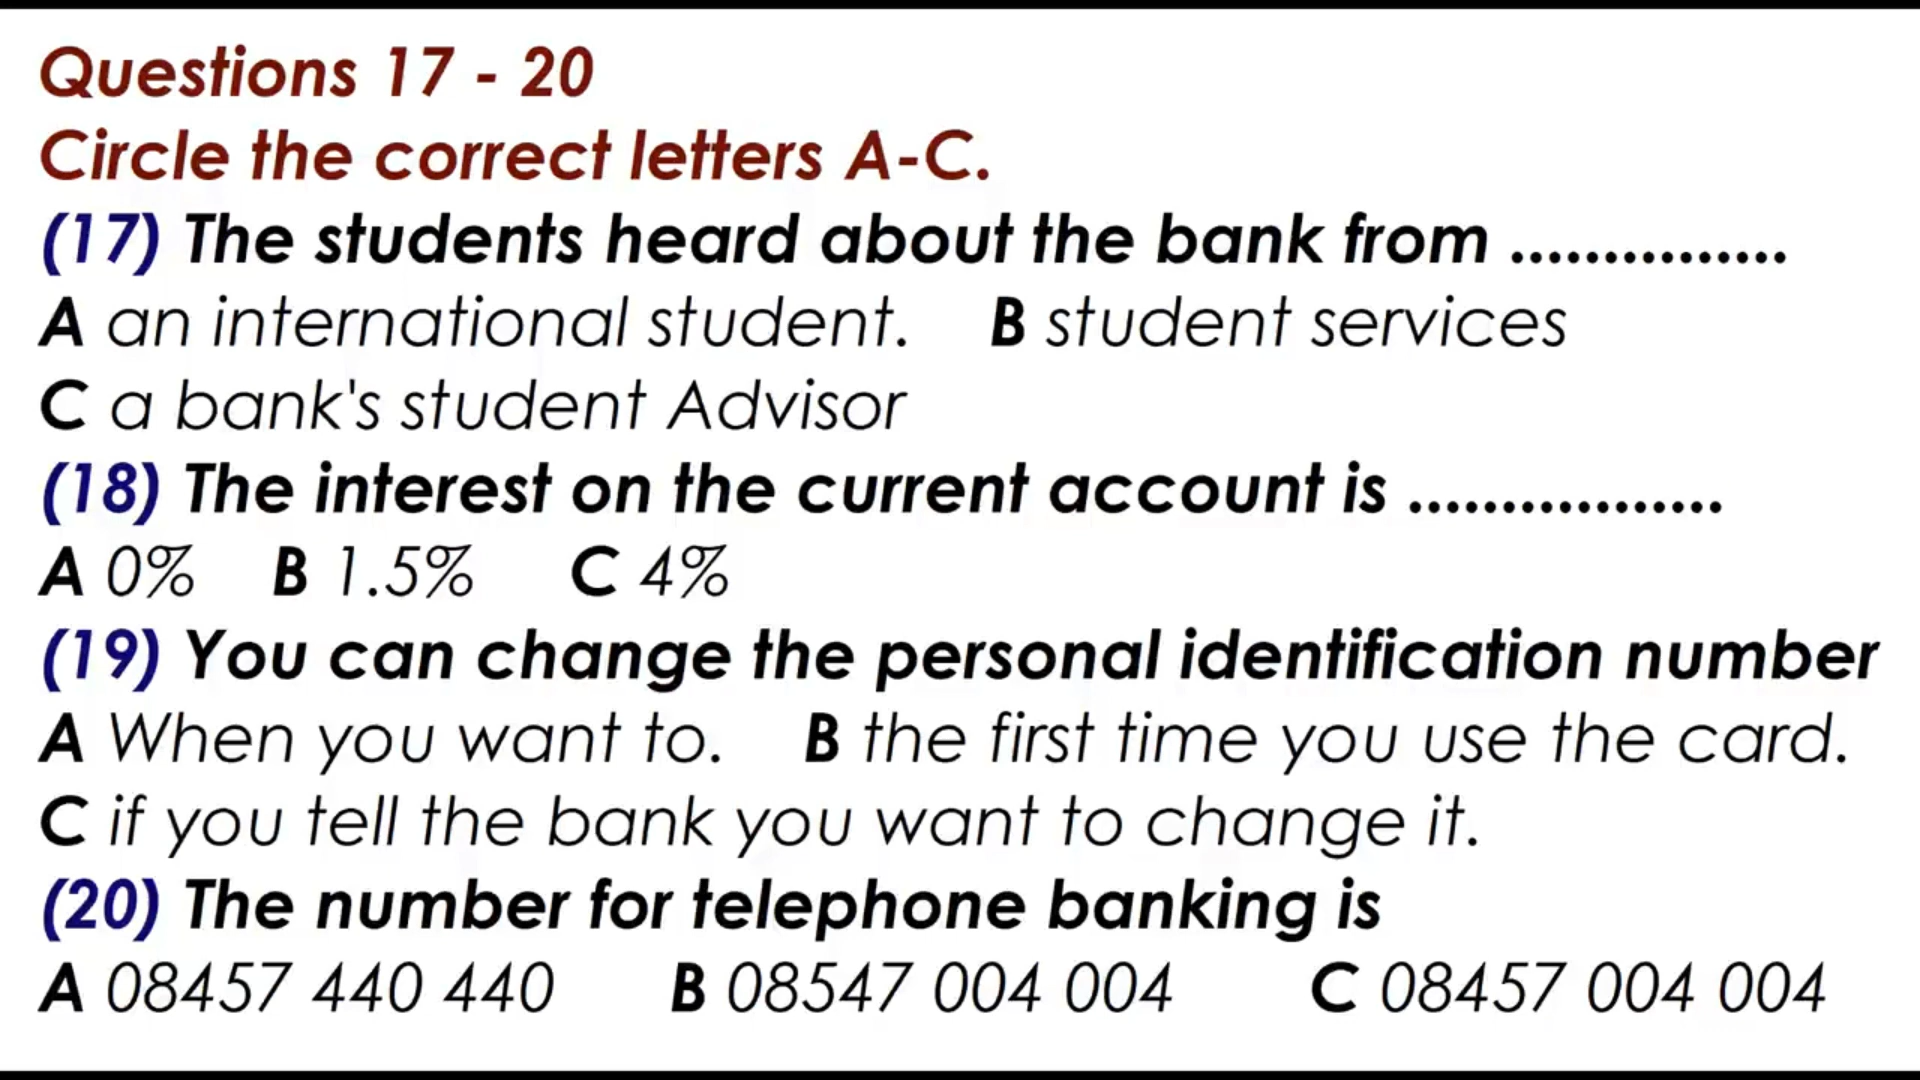 Questions 17 - 20
Circle the correct letters A-C.
(17) The students heard about the bank from ...............
A an international student. B student services
C a bank's student Advisor
(18) The interest on the current account is .................
A 0% B 1.5% C 4%
(19) You can change the personal identification number
A When you want to. B the first time you use the card.
C if you tell the bank you want to change it.
(20) The number for telephone banking is
A 08457 440 440 B 08547 004 004 C 08457 004 004